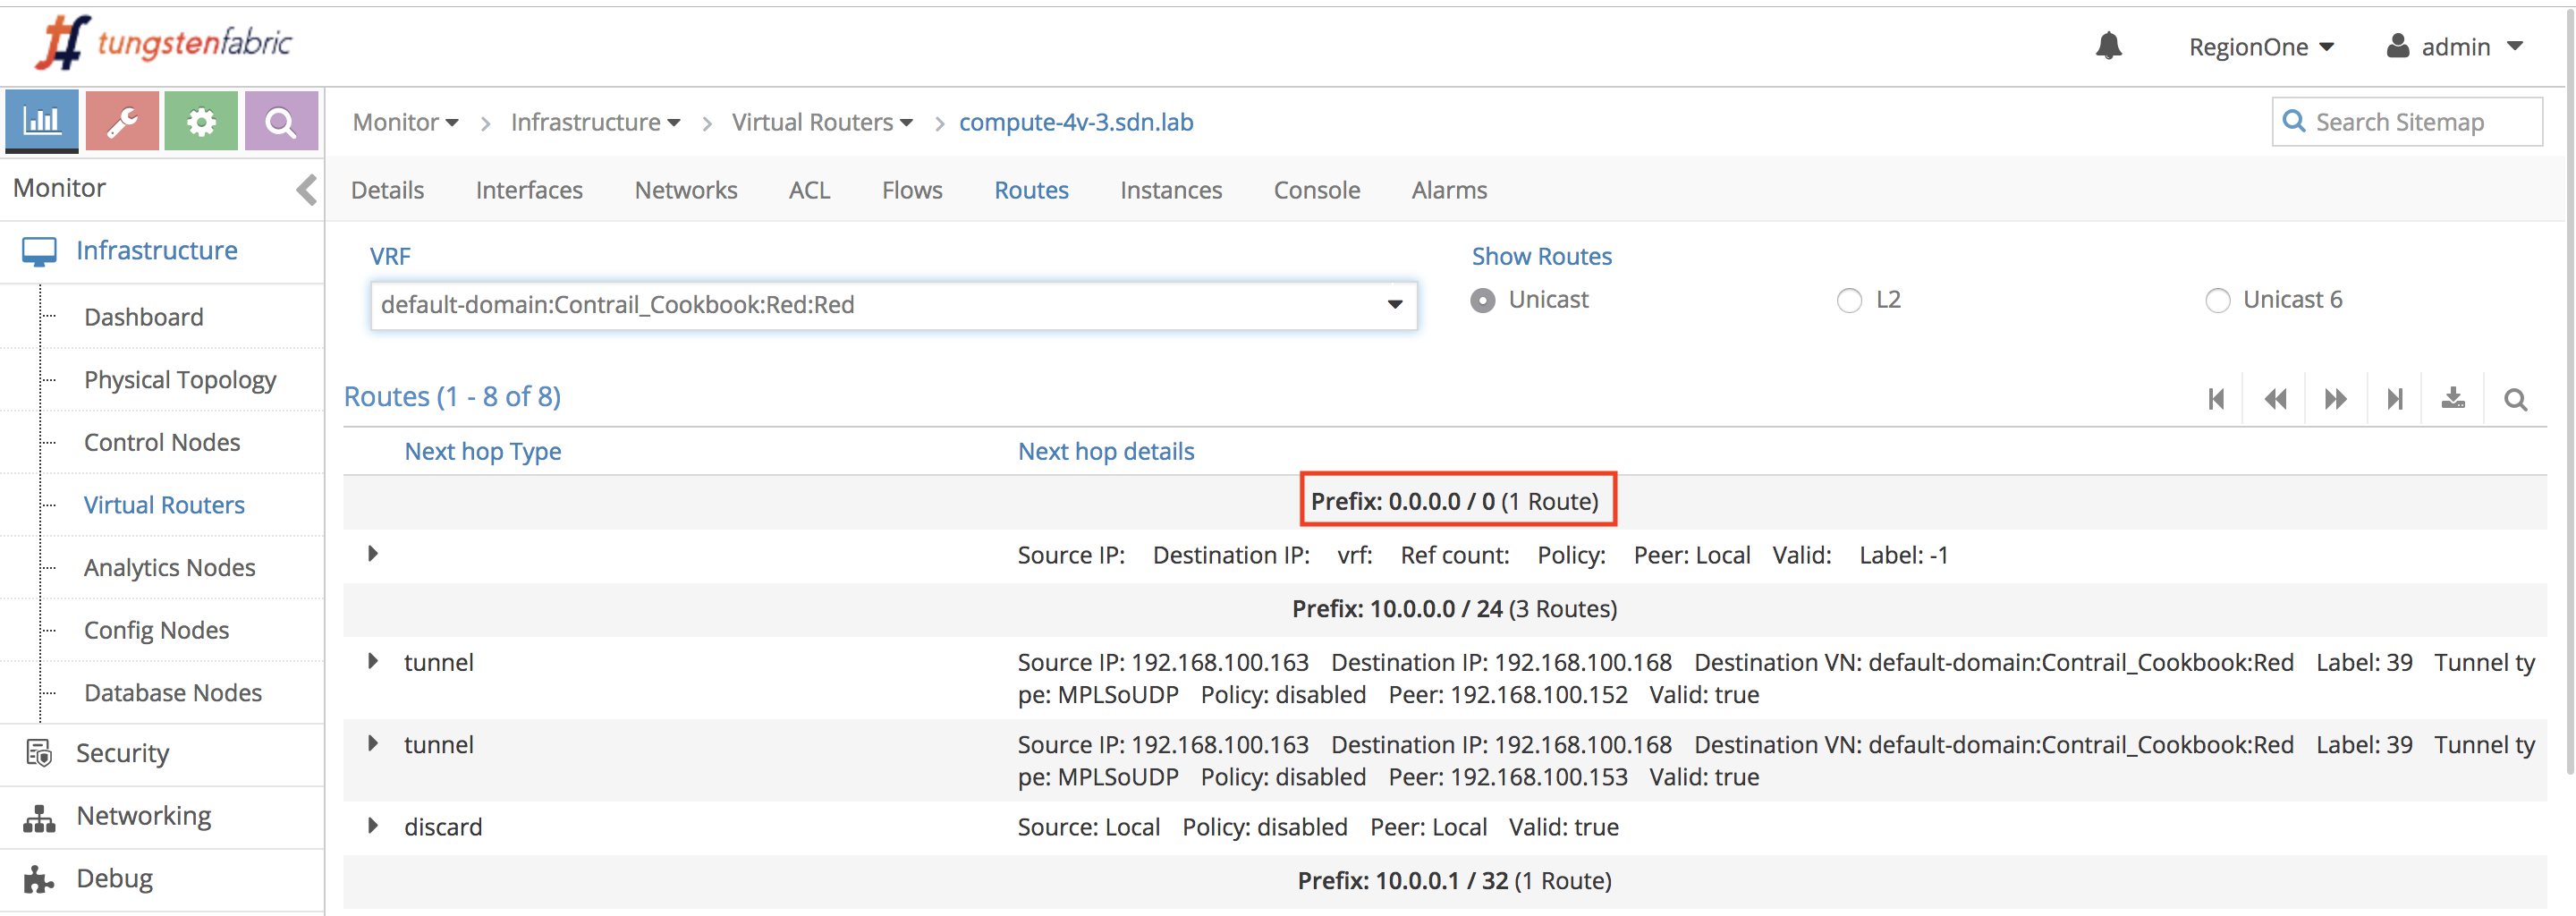 tungstenfabric
RegionOne
admin
Monitor
Infrastructure
Virtual Routers
compute-4v-3.sdn.lab
Search Sitemap
Monitor
Details
Interfaces
Networks
ACL
Flows
Routes
Instances
Console
Alarms
Infrastructure
Dashboard
Physical Topology
Control Nodes
Virtual Routers
Analytics Nodes
Config Nodes
Database Nodes
Security
Networking
Debug
VRF
default-domain:Contrail_Cookbook:Red:Red
Show Routes
Unicast
L2
Unicast 6
Routes (1 - 8 of 8)
Next hop Type
Next hop details
Prefix: 0.0.0.0 / 0 (1 Route)
Source IP: Destination IP: vrf: Ref count: Policy: Peer: Local Valid: Label: -1
Prefix: 10.0.0.0 / 24 (3 Routes)
tunnel
Source IP: 192.168.100.163 Destination IP: 192.168.100.168 Destination VN: default-domain:Contrail_Cookbook:Red Label: 39 Tunnel ty
pe: MPLSoUDP Policy: disabled Peer: 192.168.100.152 Valid: true
tunnel
Source IP: 192.168.100.163 Destination IP: 192.168.100.168 Destination VN: default-domain:Contrail_Cookbook:Red Label: 39 Tunnel ty
pe: MPLSoUDP Policy: disabled Peer: 192.168.100.153 Valid: true
discard
Source: Local Policy: disabled Peer: Local Valid: true
Prefix: 10.0.0.1 / 32 (1 Route)